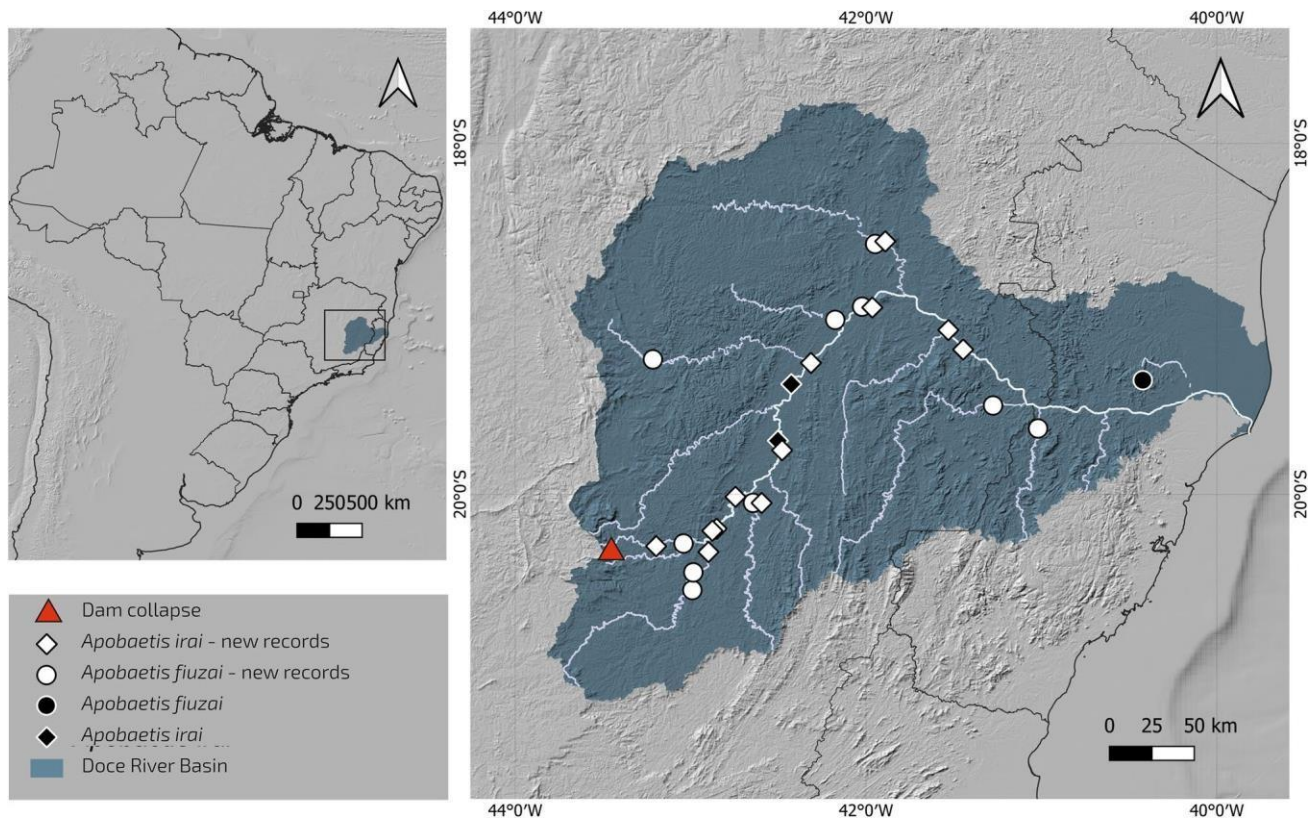 44°0'W 42°0'W 40°0'W
18°0'S 18°0'S
20°0'S 20°0'S
0 250500 km
0 25 50 km
44°0'W 42°0'W 40°0'W
Dam collapse
Apobaetis irai - new records
Apobaetis fiuzai - new records
Apobaetis fiuzai
Apobaetis irai
Doce River Basin